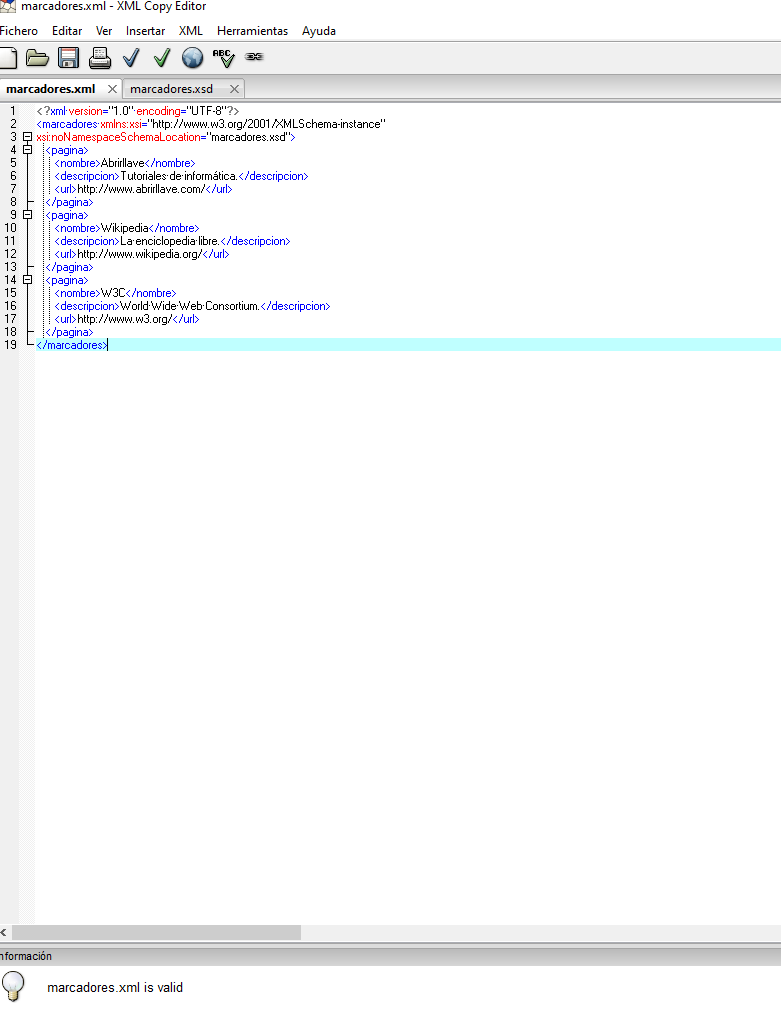 marcadores.xml - XML Copy Editor
Fichero Editar Ver Insertar XML Herramientas Ayuda
ABC
marcadores.xml marcadores.xsd
1 <?xml version="1.0" encoding="UTF-8"?>
2 <marcadores xmlns:xsi="http://www.w3.org/2001/XMLSchema-instance"
3 xsi:noNamespaceSchemaLocation="marcadores.xsd">
4 <pagina>
5 <nombre>Abrirllave</nombre>
6 <descripcion>Tutoriales de informática.</descripcion>
7 <url>http://www.abrirllave.com/</url>
8 </pagina>
9 <pagina>
10 <nombre>Wikipedia</nombre>
11 <descripcion>La enciclopedia libre.</descripcion>
12 <url>http://www.wikipedia.org/</url>
13 </pagina>
14 <pagina>
15 <nombre>W3C</nombre>
16 <descripcion>World Wide Web Consortium.</descripcion>
17 <url>http://www.w3.org/</url>
18 </pagina>
19 </marcadores>
nformación
marcadores.xml is valid